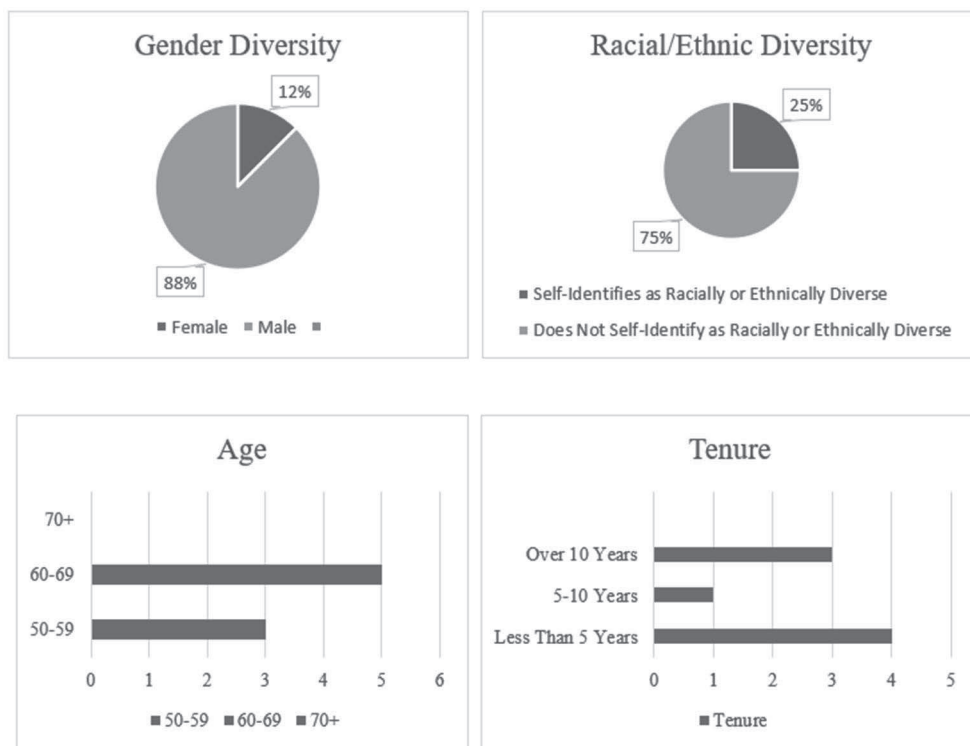 Gender Diversity
12%
88%
Female Male
Racial/Ethnic Diversity
25%
75%
Self-Identifies as Racially or Ethnically Diverse
Does Not Self-Identify as Racially or Ethnically Diverse
Age
70+
60-69
50-59
0 1 2 3 4 5 6
50-59 60-69 70+
Tenure
Over 10 Years
5-10 Years
Less Than 5 Years
0 1 2 3 4 5
Tenure